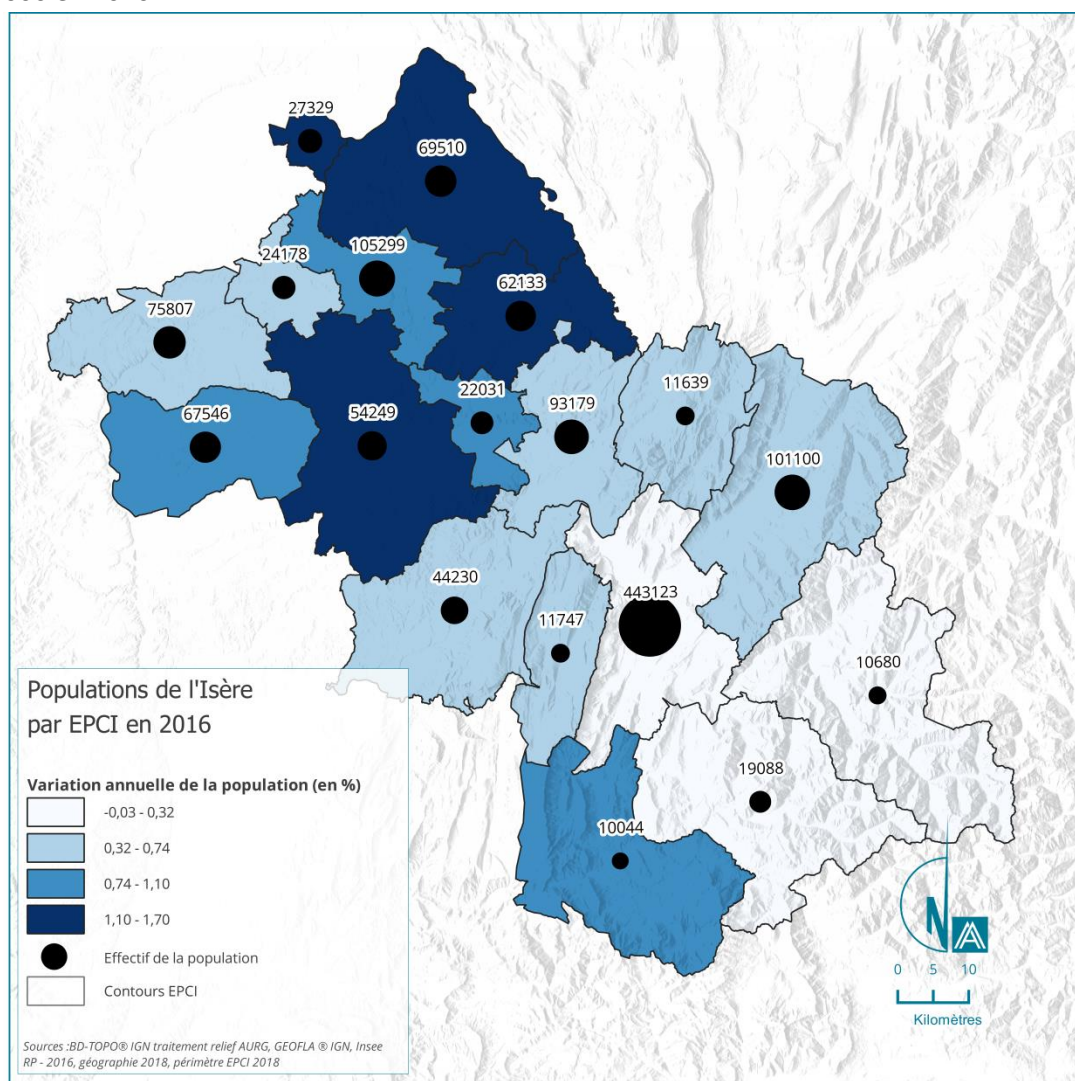 27329
69510
105299
24178
62133
75807
11639
22031
93179
67546
54249
101100
44230
443123
11747
10680
19088
10044
Populations de l'Isère
par EPCI en 2016
Variation annuelle de la population (en %)
-0,03 - 0,32
0,32 - 0,74
0,74 - 1,10
1,10 - 1,70
Effectif de la population
Contours EPCI
Sources :BD-TOPO® IGN traitement relief AURG, GEOFLA ® IGN, Insee
RP - 2016, géographie 2018, périmètre EPCI 2018
N
0 5 10
Kilomètres